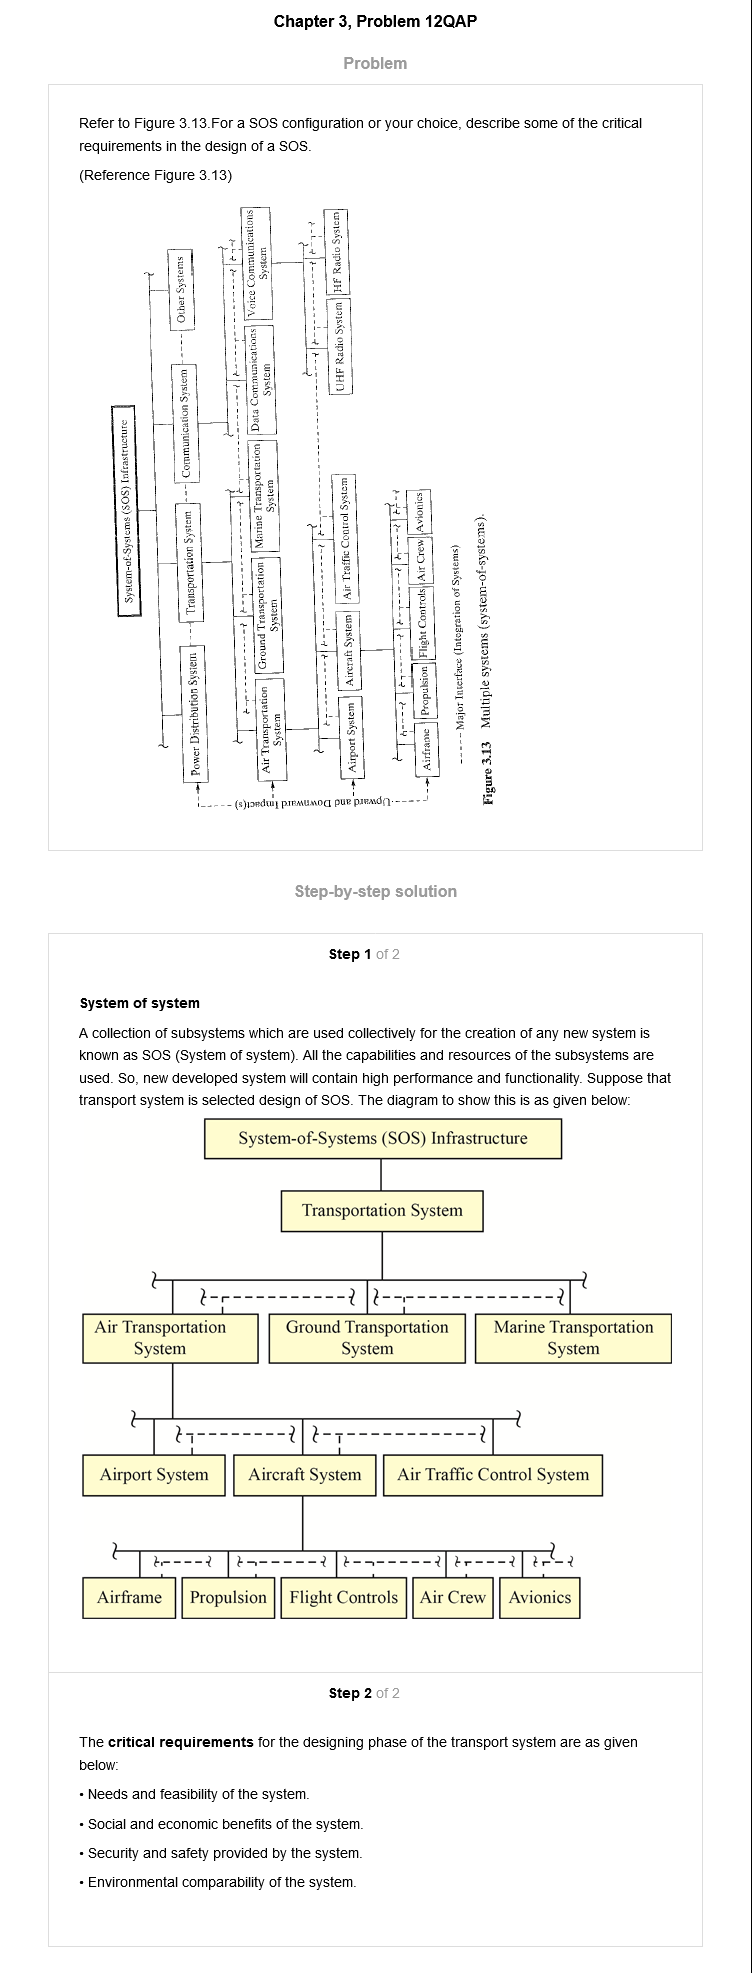 Chapter 3, Problem 12QAP
Problem
Refer to Figure 3.13.For a SOS configuration or your choice, describe some of the critical
requirements in the design of a SOS.
(Reference Figure 3.13)
System-of-Systems (SOS) Infrastructure
Power Distribution System
Transportation System
Communication System
Other Systems
Air Transportation
System
Ground Transportation
System
Marine Transportation
System
Data Communications
System
Voice Communications
System
Airport System
Aircraft System
Air Traffic Control System
UHF Radio System
HF Radio System
Airframe
Propulsion
Flight Controls
Air Crew
Avionics
Upward and Downward Impact(s)
Major Interface (Integration of Systems)
Figure 3.13 Multiple systems (system-of-systems).
Step-by-step solution
Step 1 of 2
System of system
A collection of subsystems which are used collectively for the creation of any new system is
known as SOS (System of system). All the capabilities and resources of the subsystems are
used. So, new developed system will contain high performance and functionality. Suppose that
transport system is selected design of SOS. The diagram to show this is as given below:
System-of-Systems (SOS) Infrastructure
Transportation System
Air Transportation
System
Ground Transportation
System
Marine Transportation
System
Airport System
Aircraft System
Air Traffic Control System
Airframe
Propulsion
Flight Controls
Air Crew
Avionics
Step 2 of 2
The critical requirements for the designing phase of the transport system are as given
below:
• Needs and feasibility of the system.
• Social and economic benefits of the system.
• Security and safety provided by the system.
• Environmental comparability of the system.